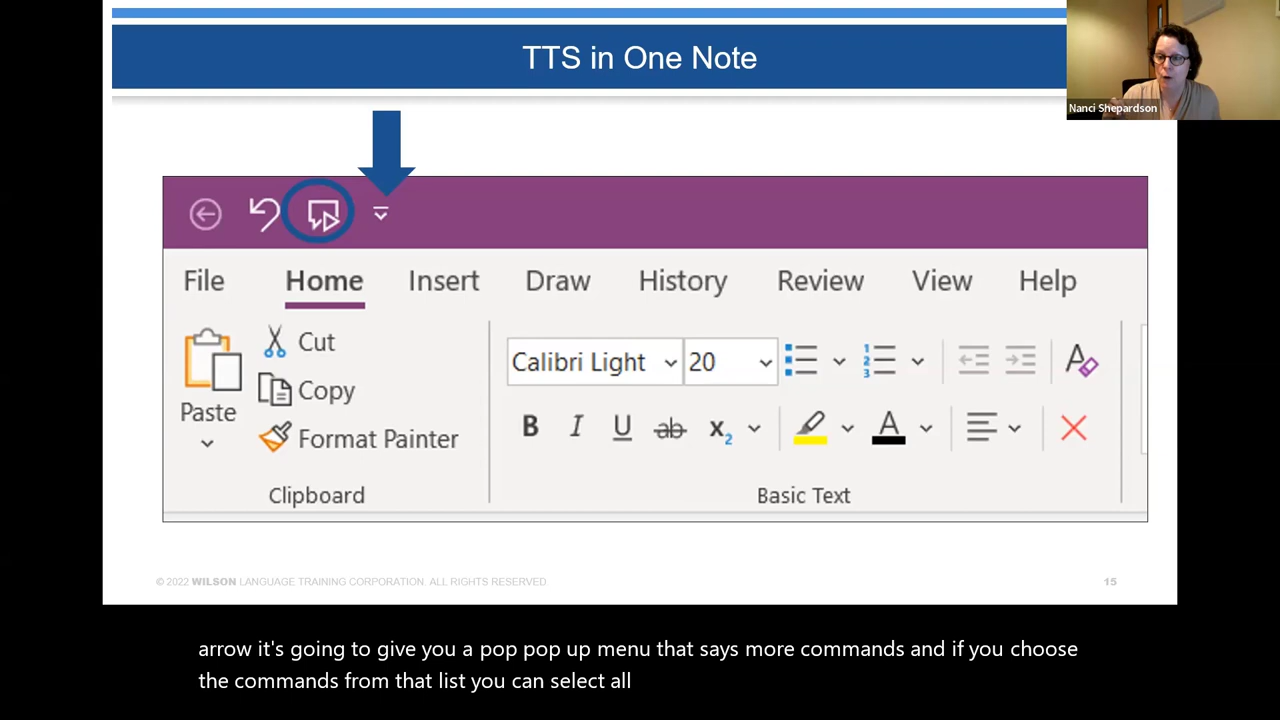 TTS in One Note
Nanci Shepardson
File Home Insert Draw History Review View Help
Cut
Copy
Paste
Format Painter
Clipboard
Calibri Light 20
B I U ab x2 A
Basic Text
© 2022 WILSON LANGUAGE TRAINING CORPORATION. ALL RIGHTS RESERVED
15
arrow it's going to give you a pop pop up menu that says more commands and if you choose
the commands from that list you can select all